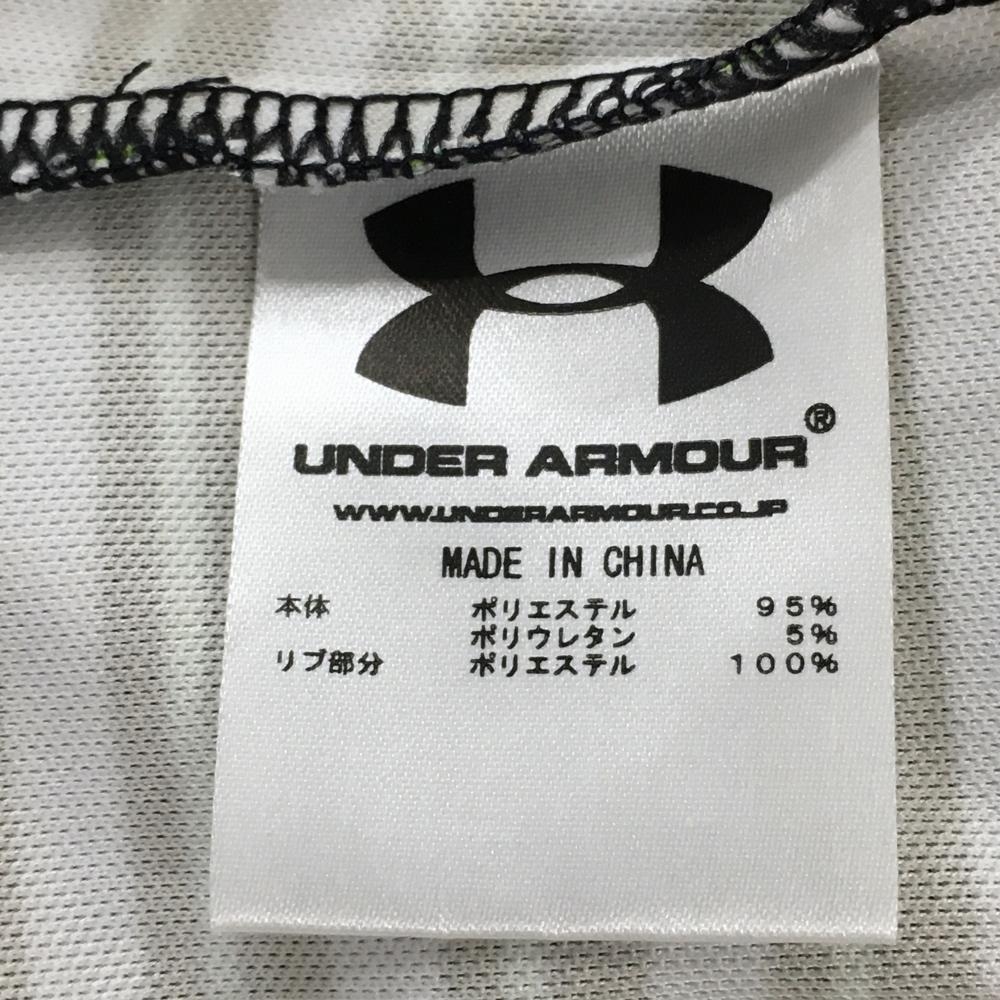 ®
UNDER ARMOUR
WWW.UNDERARMOUR.CO.JP
MADE IN CHINA
本体 ポリエステル 95%
ポリウレタン 5%
リブ部分 ポリエステル 100%